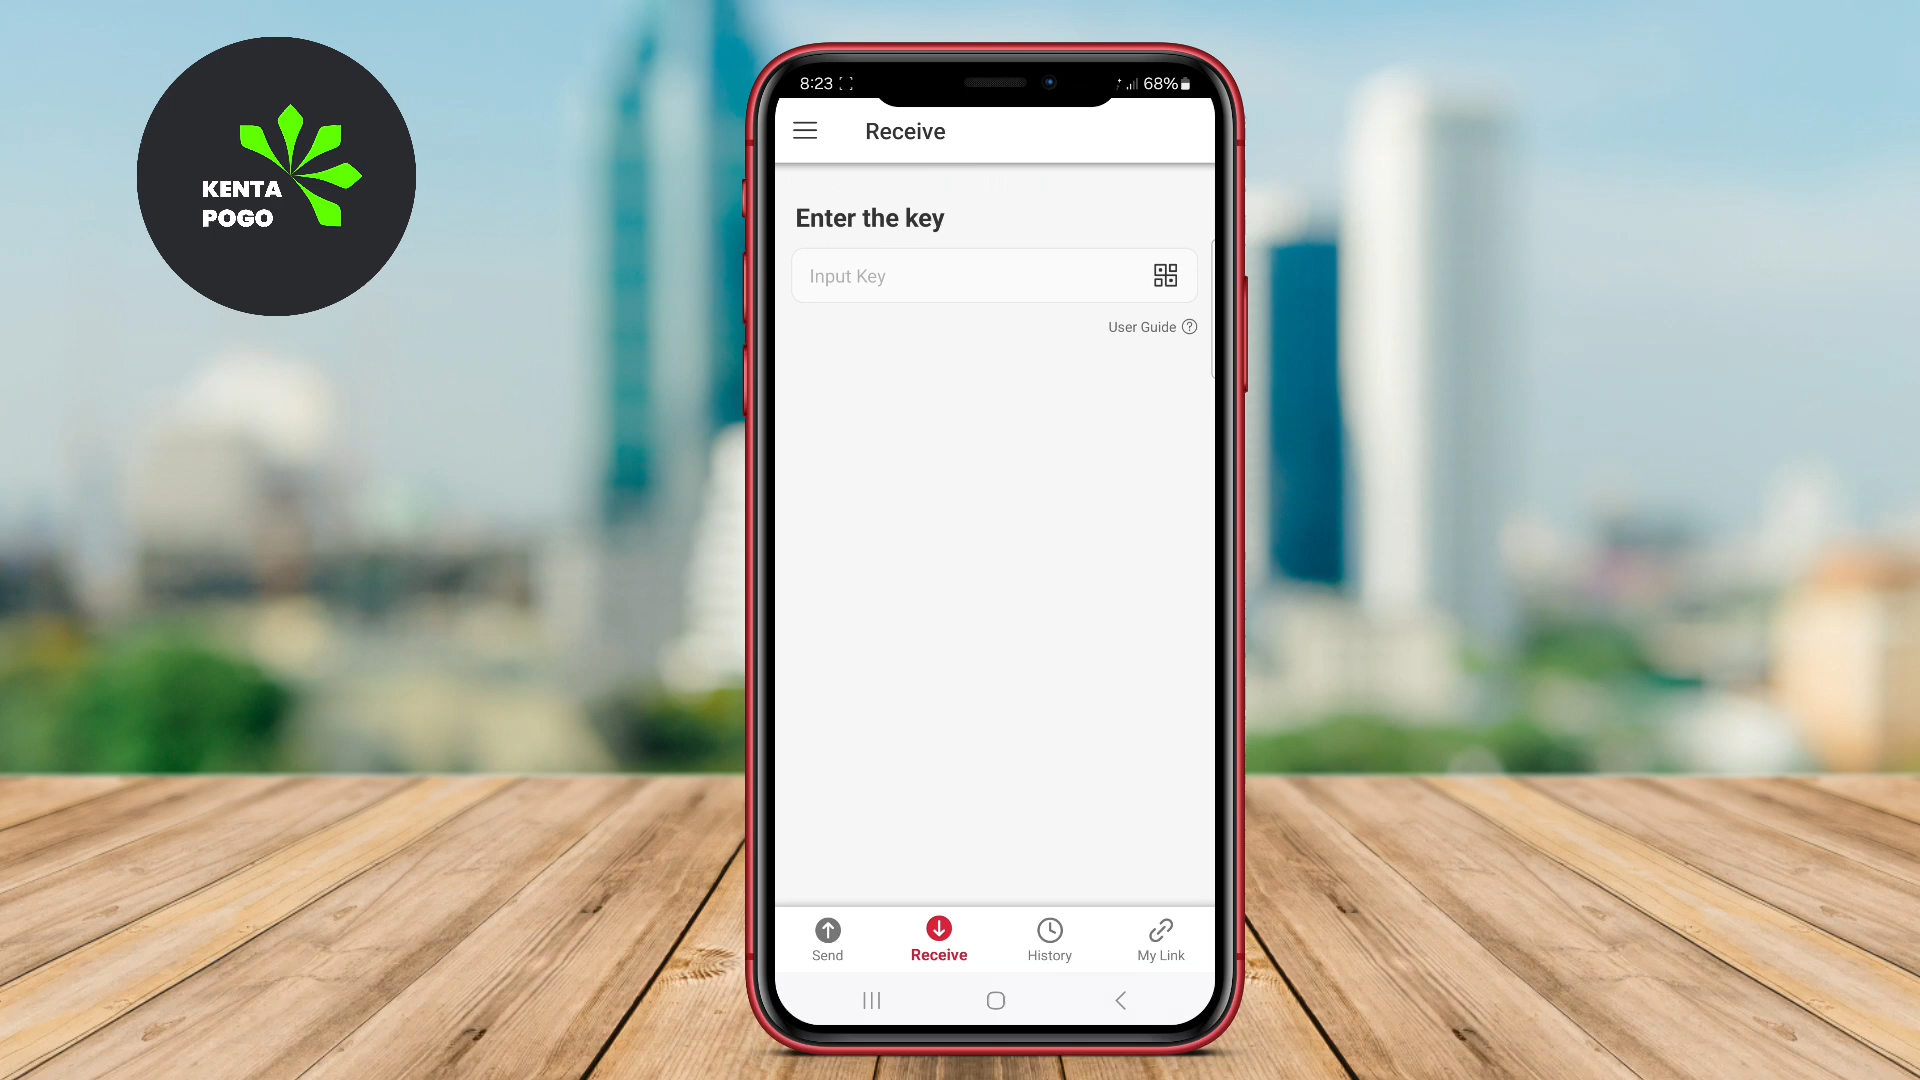 KENTA
POGO
8:23
68%
Receive
Enter the key
Input Key
User Guide
Send
Receive
History
My Link